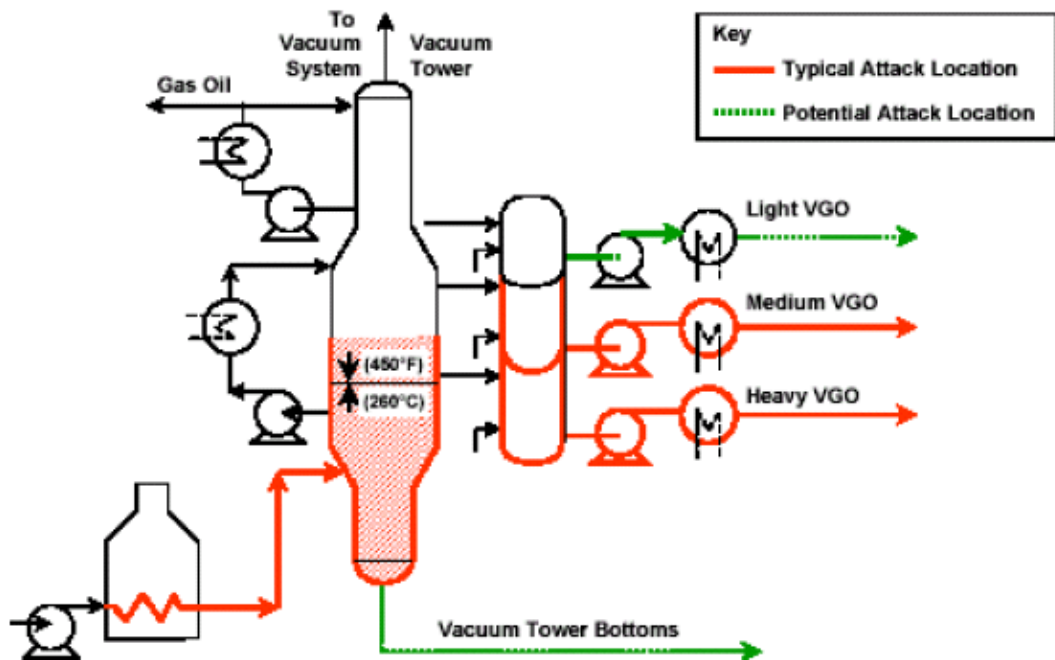 To
Vacuum
System
Vacuum
Tower
Gas Oil
Key
Typical Attack Location
Potential Attack Location
Light VGO
Medium VGO
(450°F)
(260°C)
Heavy VGO
Vacuum Tower Bottoms